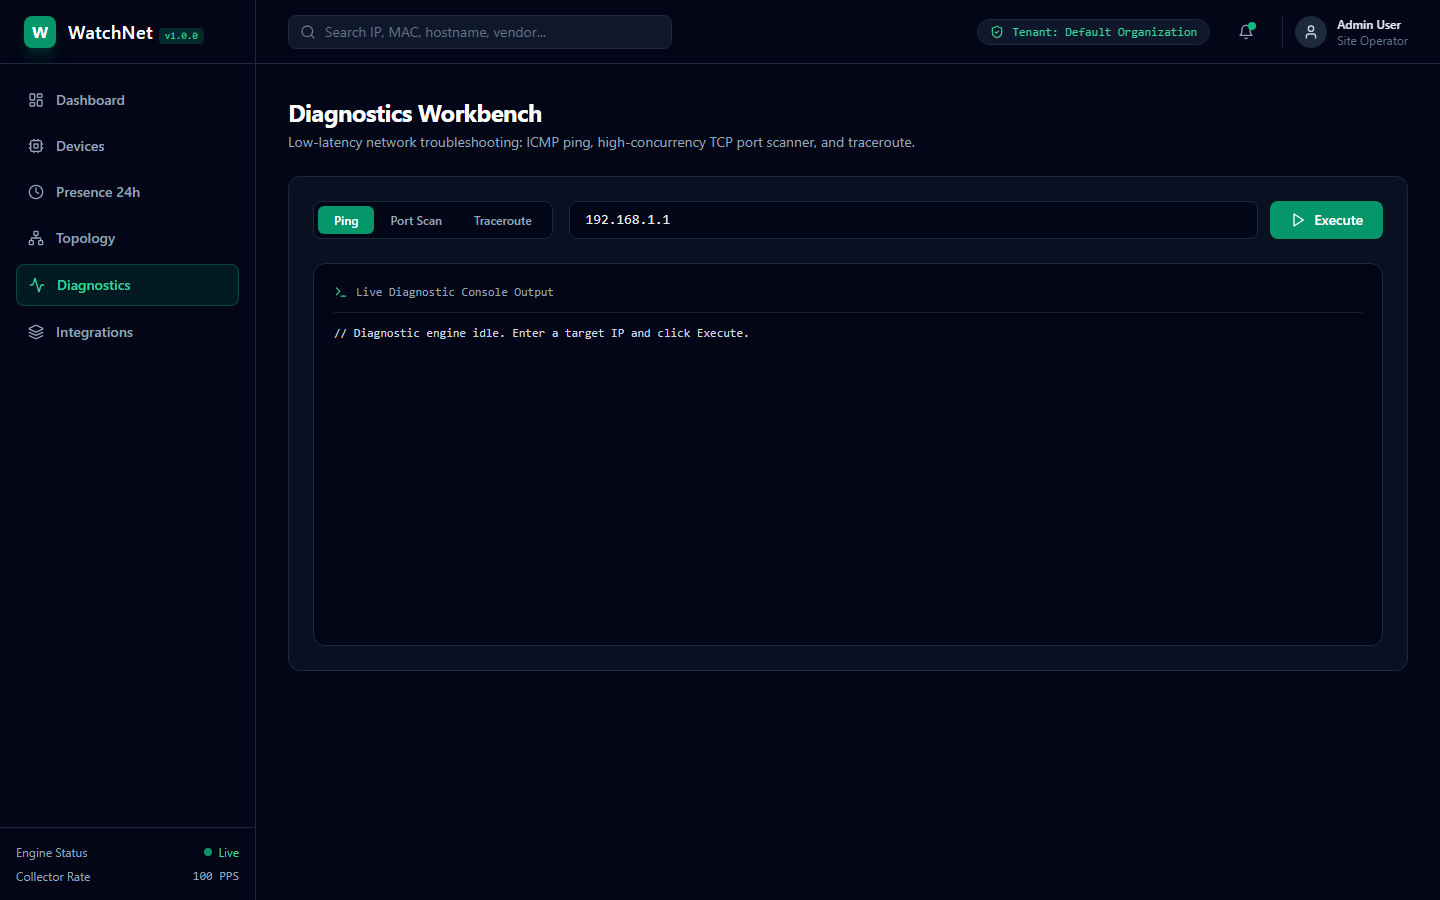 W WatchNet v1.0.0
Search IP, MAC, hostname, vendor...
Tenant: Default Organization
Admin User
Site Operator
Dashboard
Devices
Presence 24h
Topology
Diagnostics
Integrations
Diagnostics Workbench
Low-latency network troubleshooting: ICMP ping, high-concurrency TCP port scanner, and traceroute.
Ping Port Scan Traceroute
192.168.1.1
Execute
Live Diagnostic Console Output
// Diagnostic engine idle. Enter a target IP and click Execute.
Engine Status Live
Collector Rate 100 PPS